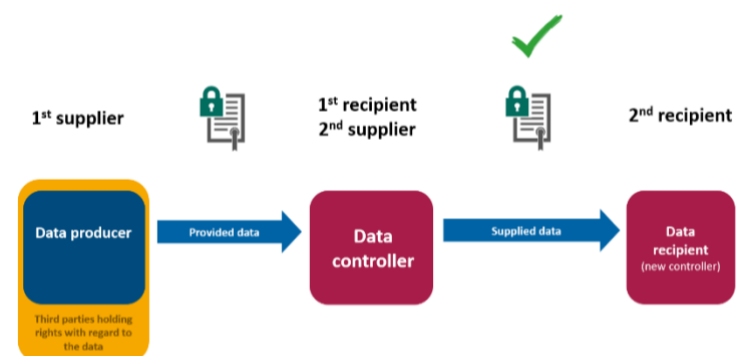 1st supplier
1st recipient
2nd supplier
2nd recipient
Data producer
Provided data
Data
controller
Supplied data
Data
recipient
(new controller)
Third parties holding
rights with regard to
the data